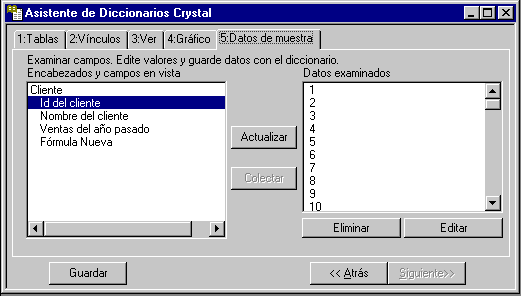 Asistente de Diccionarios Crystal
1:Tablas 2:Vínculos 3:Ver 4:Gráfico 5:Datos de muestra
Examinar campos. Edite valores y guarde datos con el diccionario.
Encabezados y campos en vista
Datos examinados
Cliente
Id del cliente
Nombre del cliente
Ventas del año pasado
Fórmula Nueva
Actualizar
Colectar
1
2
3
4
5
6
7
8
9
10
Eliminar
Editar
Guardar
<< Atrás
Siguiente>>